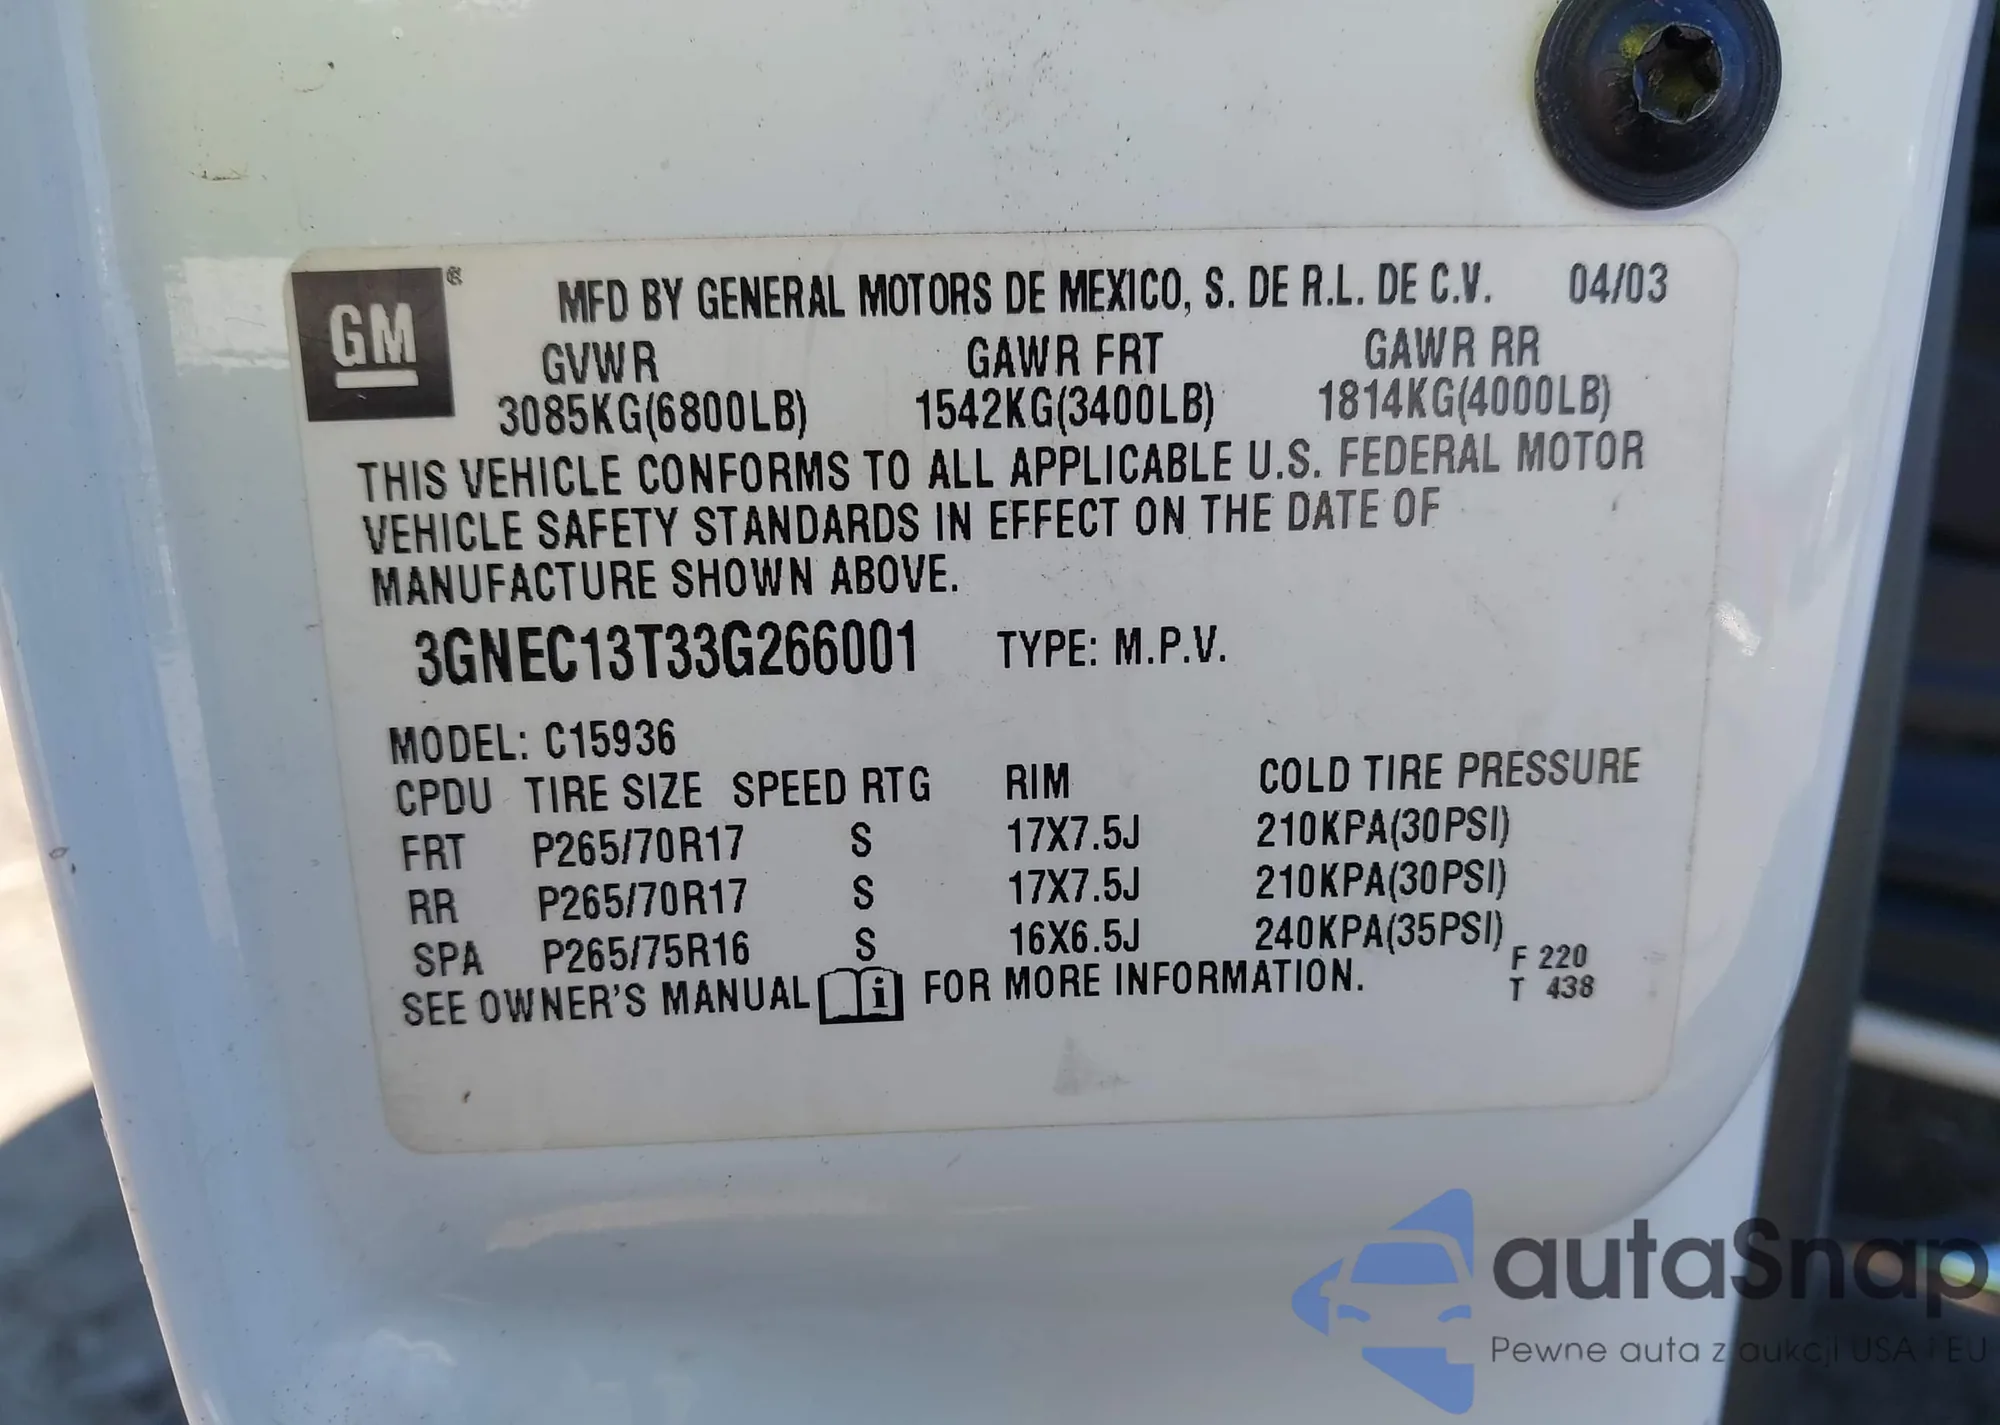 GM ®
MFD BY GENERAL MOTORS DE MEXICO, S. DE R.L. DE C.V. 04/03
GVWR GAWR FRT GAWR RR
3085KG(6800LB) 1542KG(3400LB) 1814KG(4000LB)
THIS VEHICLE CONFORMS TO ALL APPLICABLE U.S. FEDERAL MOTOR
VEHICLE SAFETY STANDARDS IN EFFECT ON THE DATE OF
MANUFACTURE SHOWN ABOVE.
3GNEC13T33G266001 TYPE: M.P.V.
MODEL: C15936
CPDU TIRE SIZE SPEED RTG RIM COLD TIRE PRESSURE
FRT P265/70R17 S 17X7.5J 210KPA(30PSI)
RR P265/70R17 S 17X7.5J 210KPA(30PSI)
SPA P265/75R16 S 16X6.5J 240KPA(35PSI)
SEE OWNER'S MANUAL i FOR MORE INFORMATION.
F 220
T 438
autaSnap
Pewne auta z aukcji USA i EU